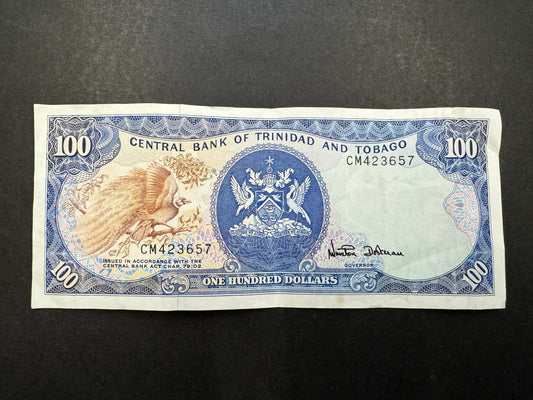 100
CENTRAL BANK OF TRINIDAD AND TOBAGO
100
CM423657
CM423657
ISSUED IN ACCORDANCE WITH THE
CENTRAL BANK ACT CHAP. 79:02.
GOVERNOR
100
ONE HUNDRED DOLLARS
100